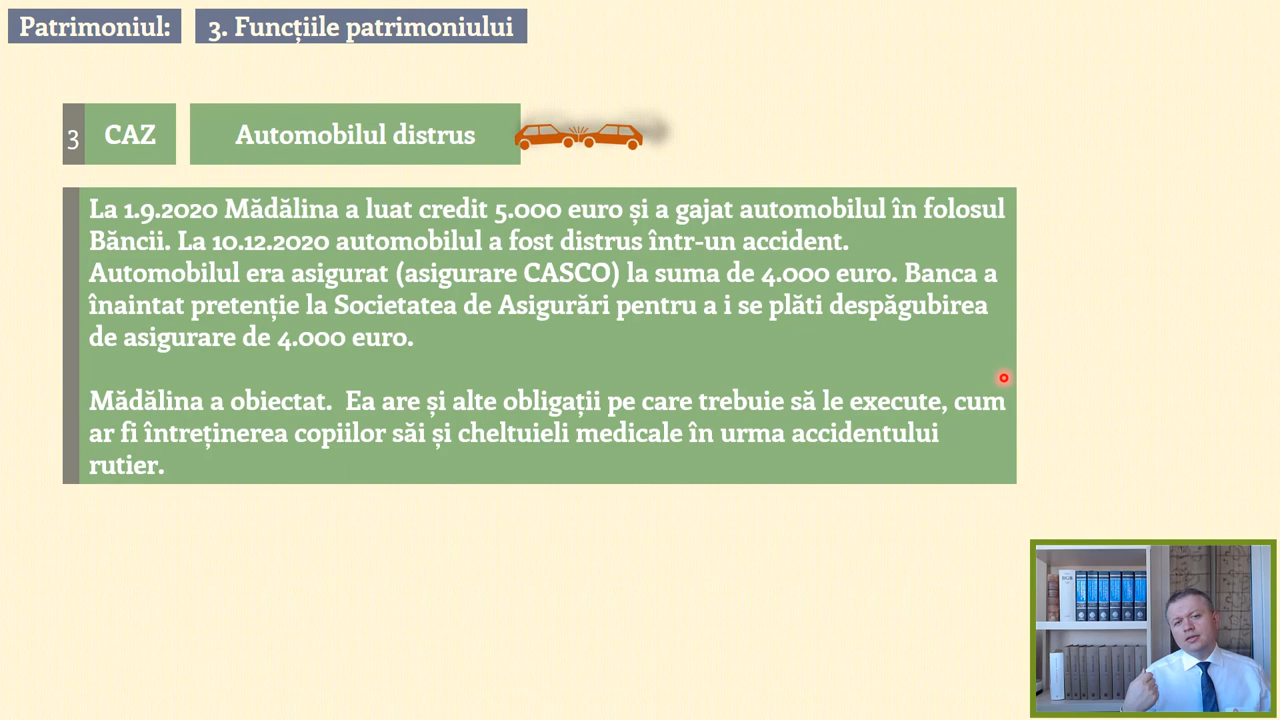 Patrimoniul: 3. Funcțiile patrimoniului
3 CAZ Automobilul distrus
La 1.9.2020 Mădălina a luat credit 5.000 euro și a gajat automobilul în folosul
Băncii. La 10.12.2020 automobilul a fost distrus într-un accident.
Automobilul era asigurat (asigurare CASCO) la suma de 4.000 euro. Banca a
înaintat pretenție la Societatea de Asigurări pentru a i se plăti despăgubirea
de asigurare de 4.000 euro.
Mădălina a obiectat. Ea are și alte obligații pe care trebuie să le execute, cum
ar fi întreținerea copiilor săi și cheltuieli medicale în urma accidentului
rutier.